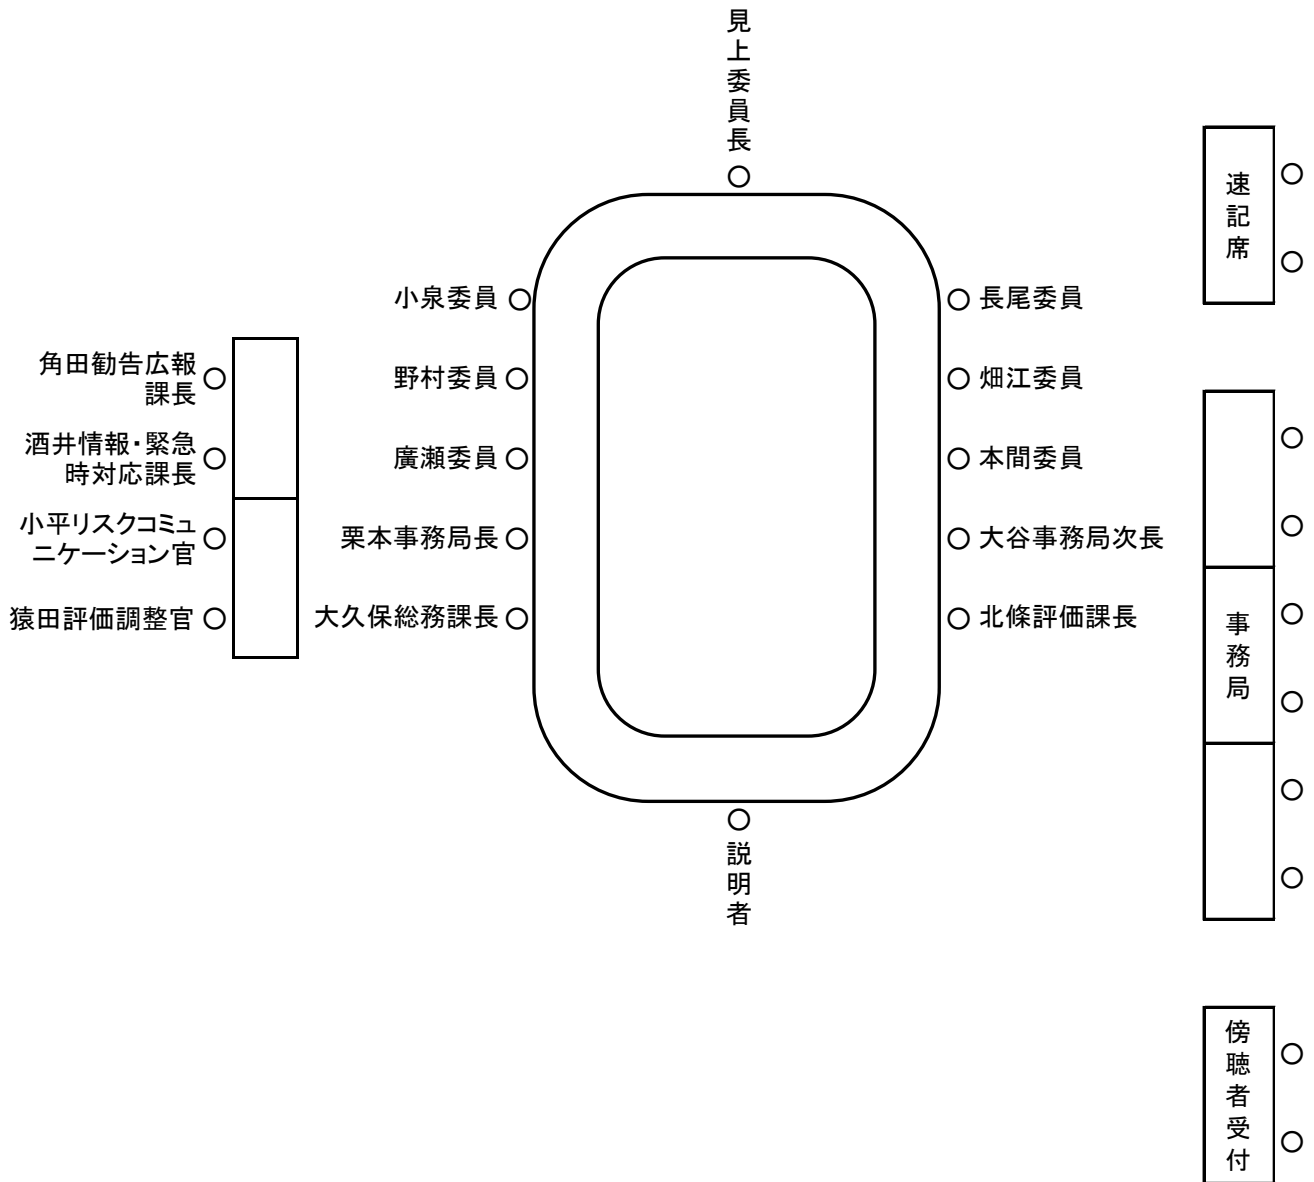 見上委員長
速記席
小泉委員
長尾委員
角田勧告広報
課長
野村委員
畑江委員
酒井情報・緊急
時対応課長
廣瀬委員
本間委員
小平リスクコミュ
ニケーション官
栗本事務局長
大谷事務局次長
猿田評価調整官
大久保総務課長
北條評価課長
事務局
説明者
傍聴者受付